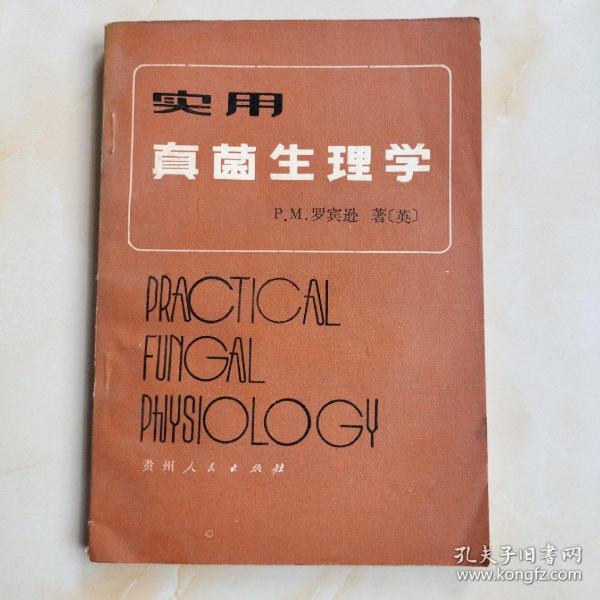 实用
真菌生理学
P.M.罗宾逊 著〔英〕
PRACTICAL
FUNGAL
PHYSIOLOGY
贵州人民出版社
孔夫子旧书网
www.kongfz.com